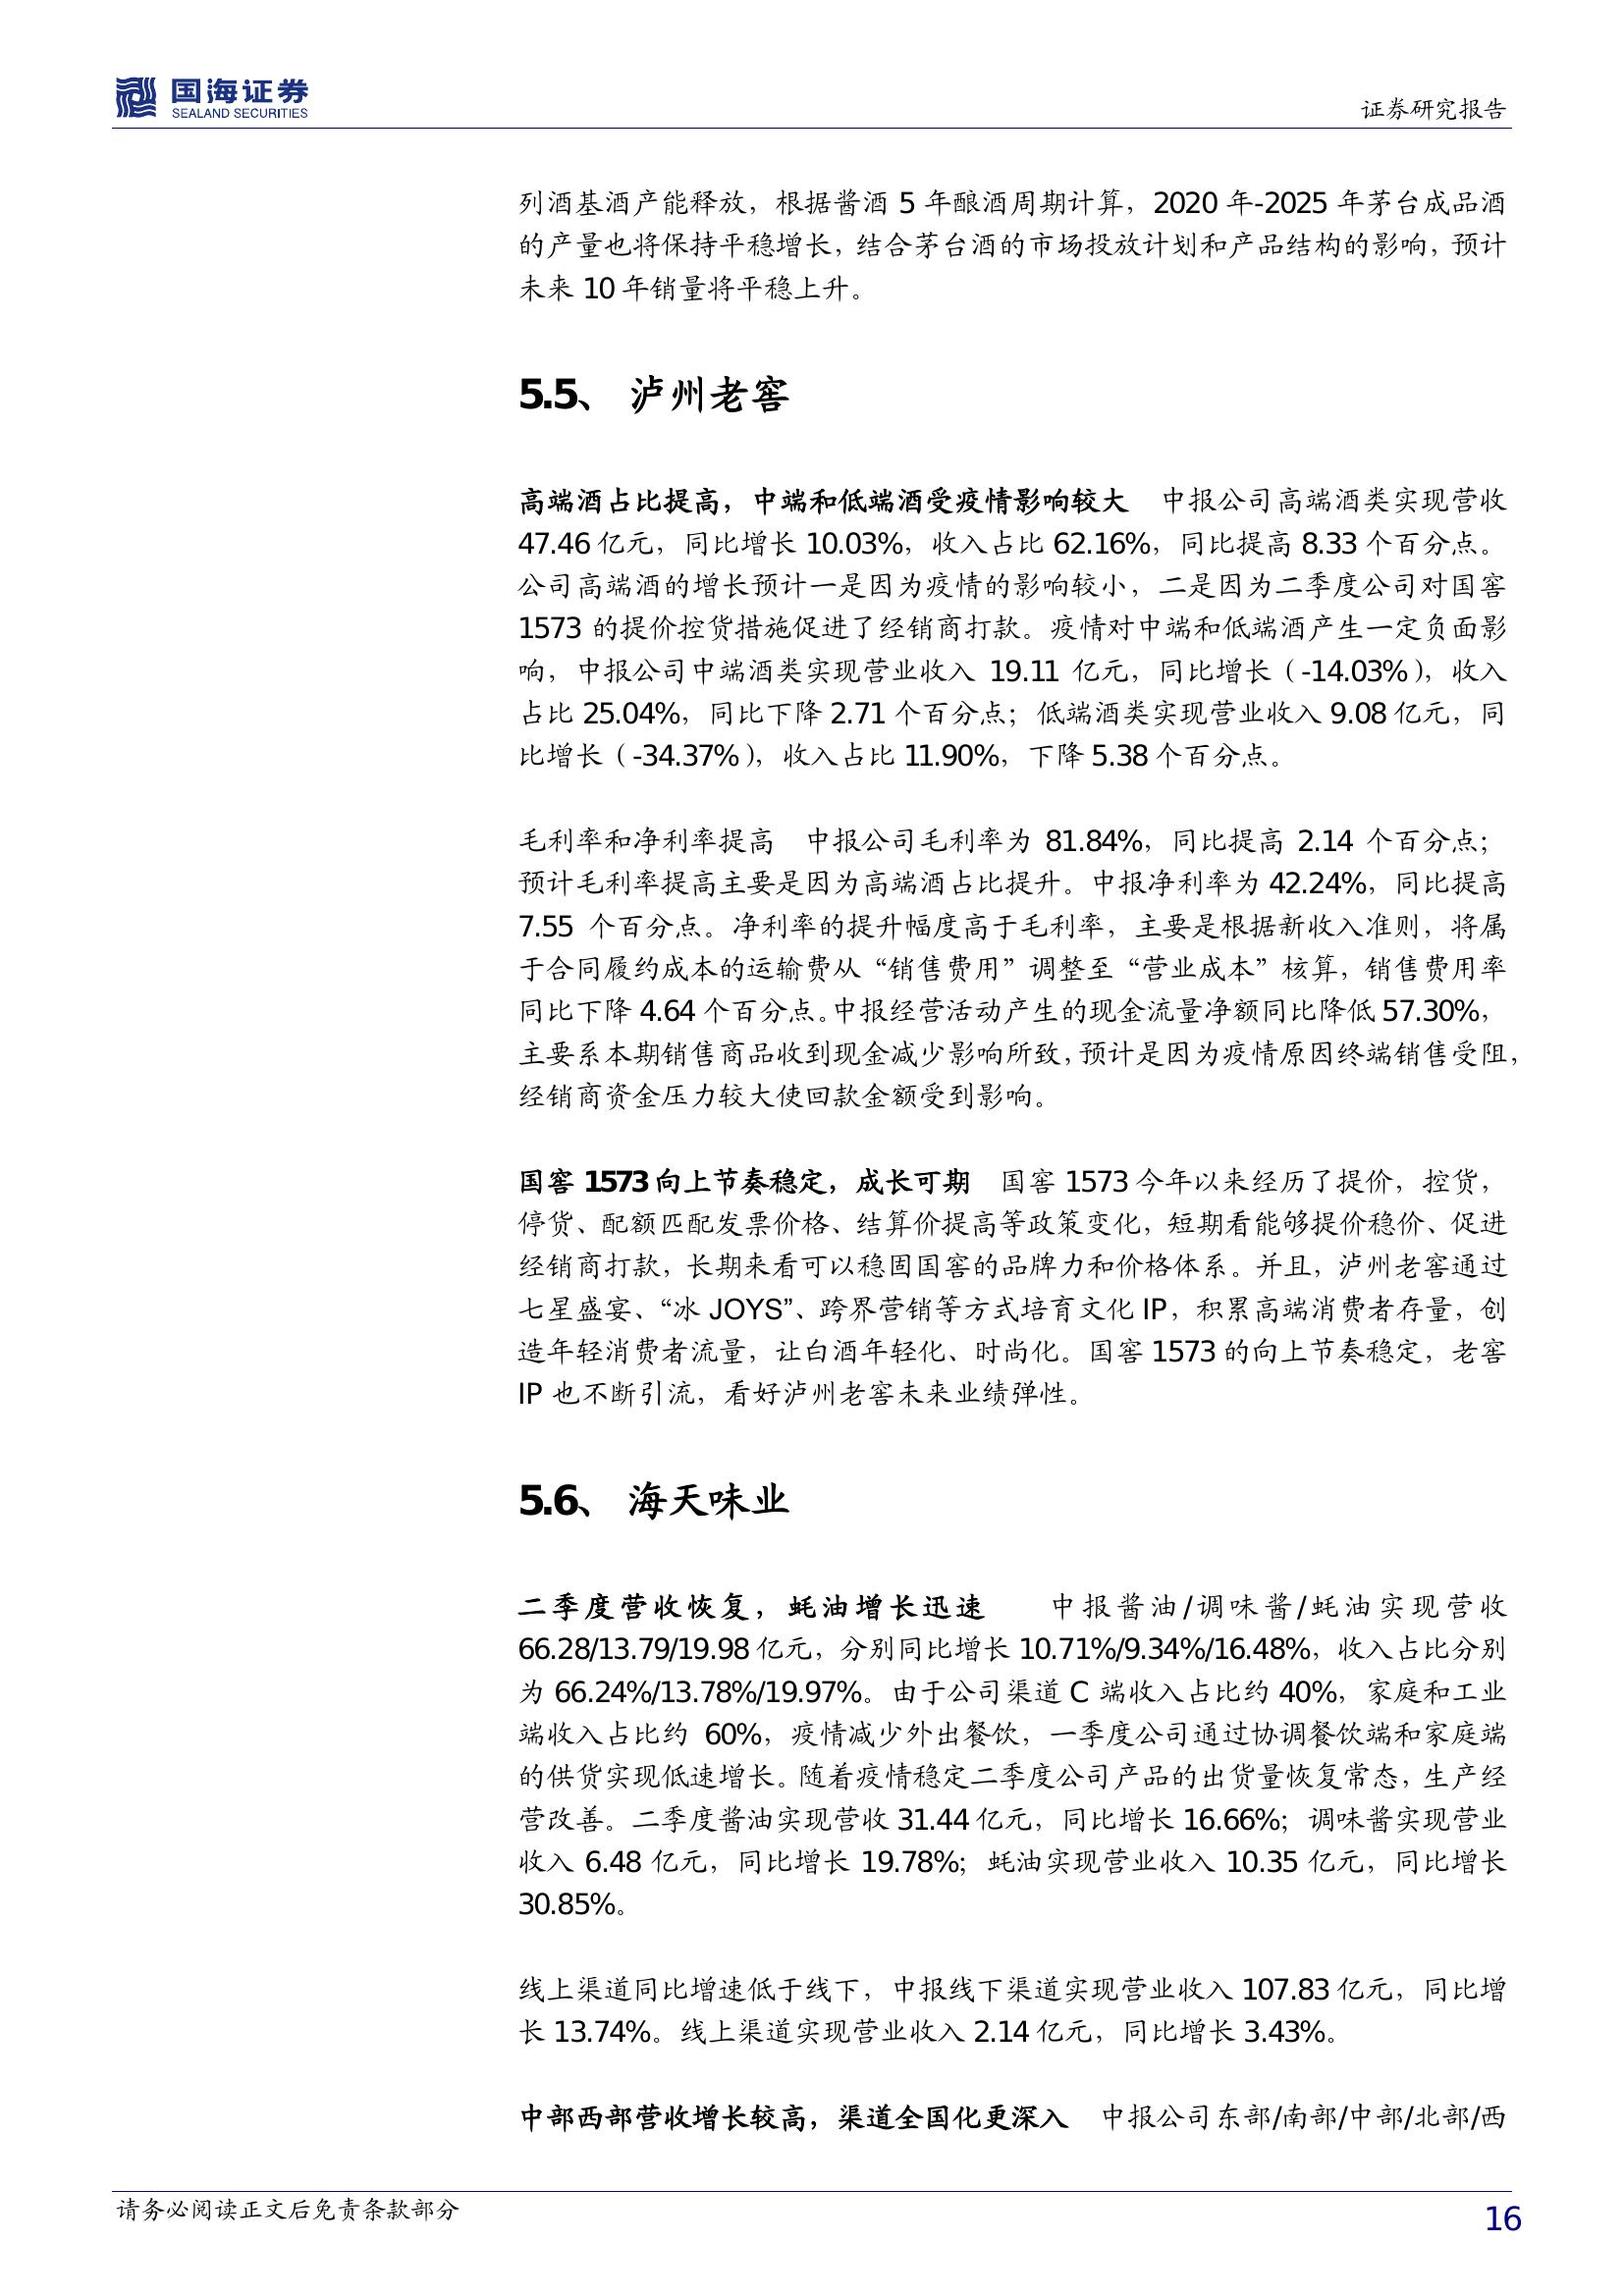 国海证券
SEALAND SECURITIES
证券研究报告
列酒基酒产能释放，根据酱酒 5 年酿酒周期计算，2020 年-2025 年茅台成品酒
的产量也将保持平稳增长，结合茅台酒的市场投放计划和产品结构的影响，预计
未来 10 年销量将平稳上升。
5.5、 泸州老窖
高端酒占比提高，中端和低端酒受疫情影响较大 中报公司高端酒类实现营收
47.46 亿元，同比增长 10.03%，收入占比 62.16%，同比提高 8.33 个百分点。
公司高端酒的增长预计一是因为疫情的影响较小，二是因为二季度公司对国窖
1573 的提价控货措施促进了经销商打款。疫情对中端和低端酒产生一定负面影
响，中报公司中端酒类实现营业收入 19.11 亿元，同比增长（-14.03%），收入
占比 25.04%，同比下降 2.71 个百分点；低端酒类实现营业收入 9.08 亿元，同
比增长（-34.37%），收入占比 11.90%，下降 5.38 个百分点。
毛利率和净利率提高 中报公司毛利率为 81.84%，同比提高 2.14 个百分点；
预计毛利率提高主要是因为高端酒占比提升。中报净利率为 42.24%，同比提高
7.55 个百分点。净利率的提升幅度高于毛利率，主要是根据新收入准则，将属
于合同履约成本的运输费从“销售费用”调整至“营业成本”核算，销售费用率
同比下降 4.64 个百分点。中报经营活动产生的现金流量净额同比降低 57.30%，
主要系本期销售商品收到现金减少影响所致，预计是因为疫情原因终端销售受阻，
经销商资金压力较大使回款金额受到影响。
国窖 1573 向上节奏稳定，成长可期 国窖 1573 今年以来经历了提价，控货，
停货、配额匹配发票价格、结算价提高等政策变化，短期看能够提价稳价、促进
经销商打款，长期来看可以稳固国窖的品牌力和价格体系。并且，泸州老窖通过
七星盛宴、“冰 JOYS”、跨界营销等方式培育文化 IP，积累高端消费者存量，创
造年轻消费者流量，让白酒年轻化、时尚化。国窖 1573 的向上节奏稳定，老窖
IP 也不断引流，看好泸州老窖未来业绩弹性。
5.6、 海天味业
二季度营收恢复，蚝油增长迅速 中报酱油/调味酱/蚝油实现营收
66.28/13.79/19.98 亿元，分别同比增长 10.71%/9.34%/16.48%，收入占比分别
为 66.24%/13.78%/19.97%。由于公司渠道 C 端收入占比约 40%，家庭和工业
端收入占比约 60%，疫情减少外出餐饮，一季度公司通过协调餐饮端和家庭端
的供货实现低速增长。随着疫情稳定二季度公司产品的出货量恢复常态，生产经
营改善。二季度酱油实现营收 31.44 亿元，同比增长 16.66%；调味酱实现营业
收入 6.48 亿元，同比增长 19.78%；蚝油实现营业收入 10.35 亿元，同比增长
30.85%。
线上渠道同比增速低于线下，中报线下渠道实现营业收入 107.83 亿元，同比增
长 13.74%。线上渠道实现营业收入 2.14 亿元，同比增长 3.43%。
中部西部营收增长较高，渠道全国化更深入 中报公司东部/南部/中部/北部/西
请务必阅读正文后免责条款部分
16